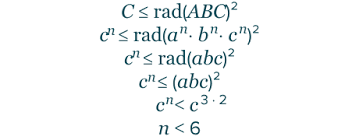 C ≤ rad(ABC)²
cⁿ ≤ rad(aⁿ· bⁿ· cⁿ)²
cⁿ ≤ rad(abc)²
cⁿ ≤ (abc)²
cⁿ < c³ · ²
n < 6